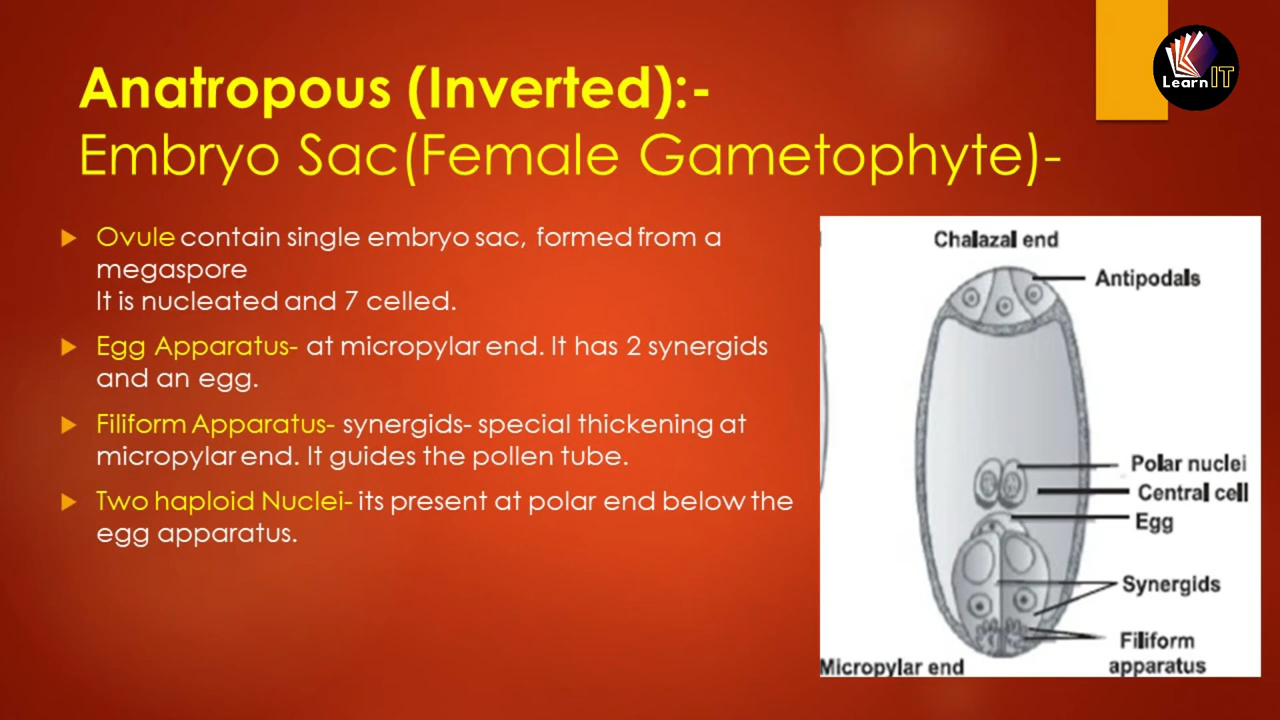 Learn IT
Anatropous (Inverted):-
Embryo Sac(Female Gametophyte)-
Ovule contain single embryo sac, formed from a
megaspore
It is nucleated and 7 celled.
Egg Apparatus- at micropylar end. It has 2 synergids
and an egg.
Filiform Apparatus- synergids- special thickening at
micropylar end. It guides the pollen tube.
Two haploid Nuclei- its present at polar end below the
egg apparatus.
Chalazal end
Antipodals
Polar nuclei
Central cell
Egg
Synergids
Filiform
apparatus
Micropylar end